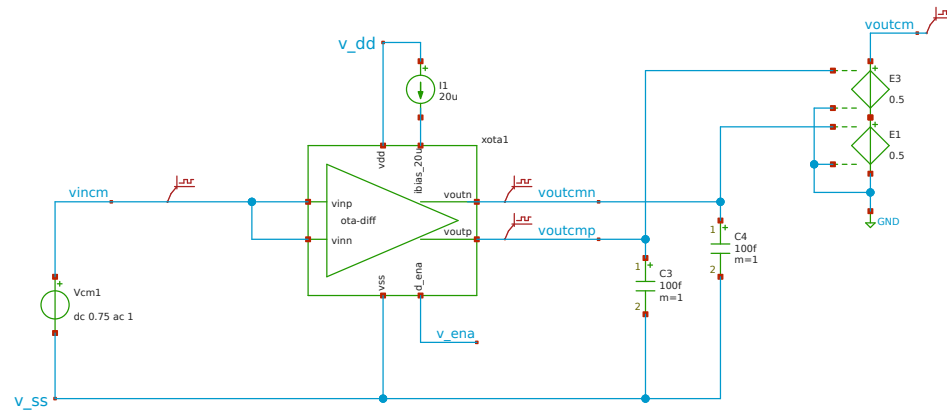 voutcm
v_dd
+
I1
20u
+
E3
0.5
+
E1
0.5
xota1
vdd
ibias_20u
vincm
vinp
vinn
ota-diff
voutn
voutp
voutcmn
voutcmp
1
+
C4
100f
m=1
2
GND
vss
d_ena
1
+
C3
100f
m=1
2
+
Vcm1
dc 0.75 ac 1
v_ena
v_ss